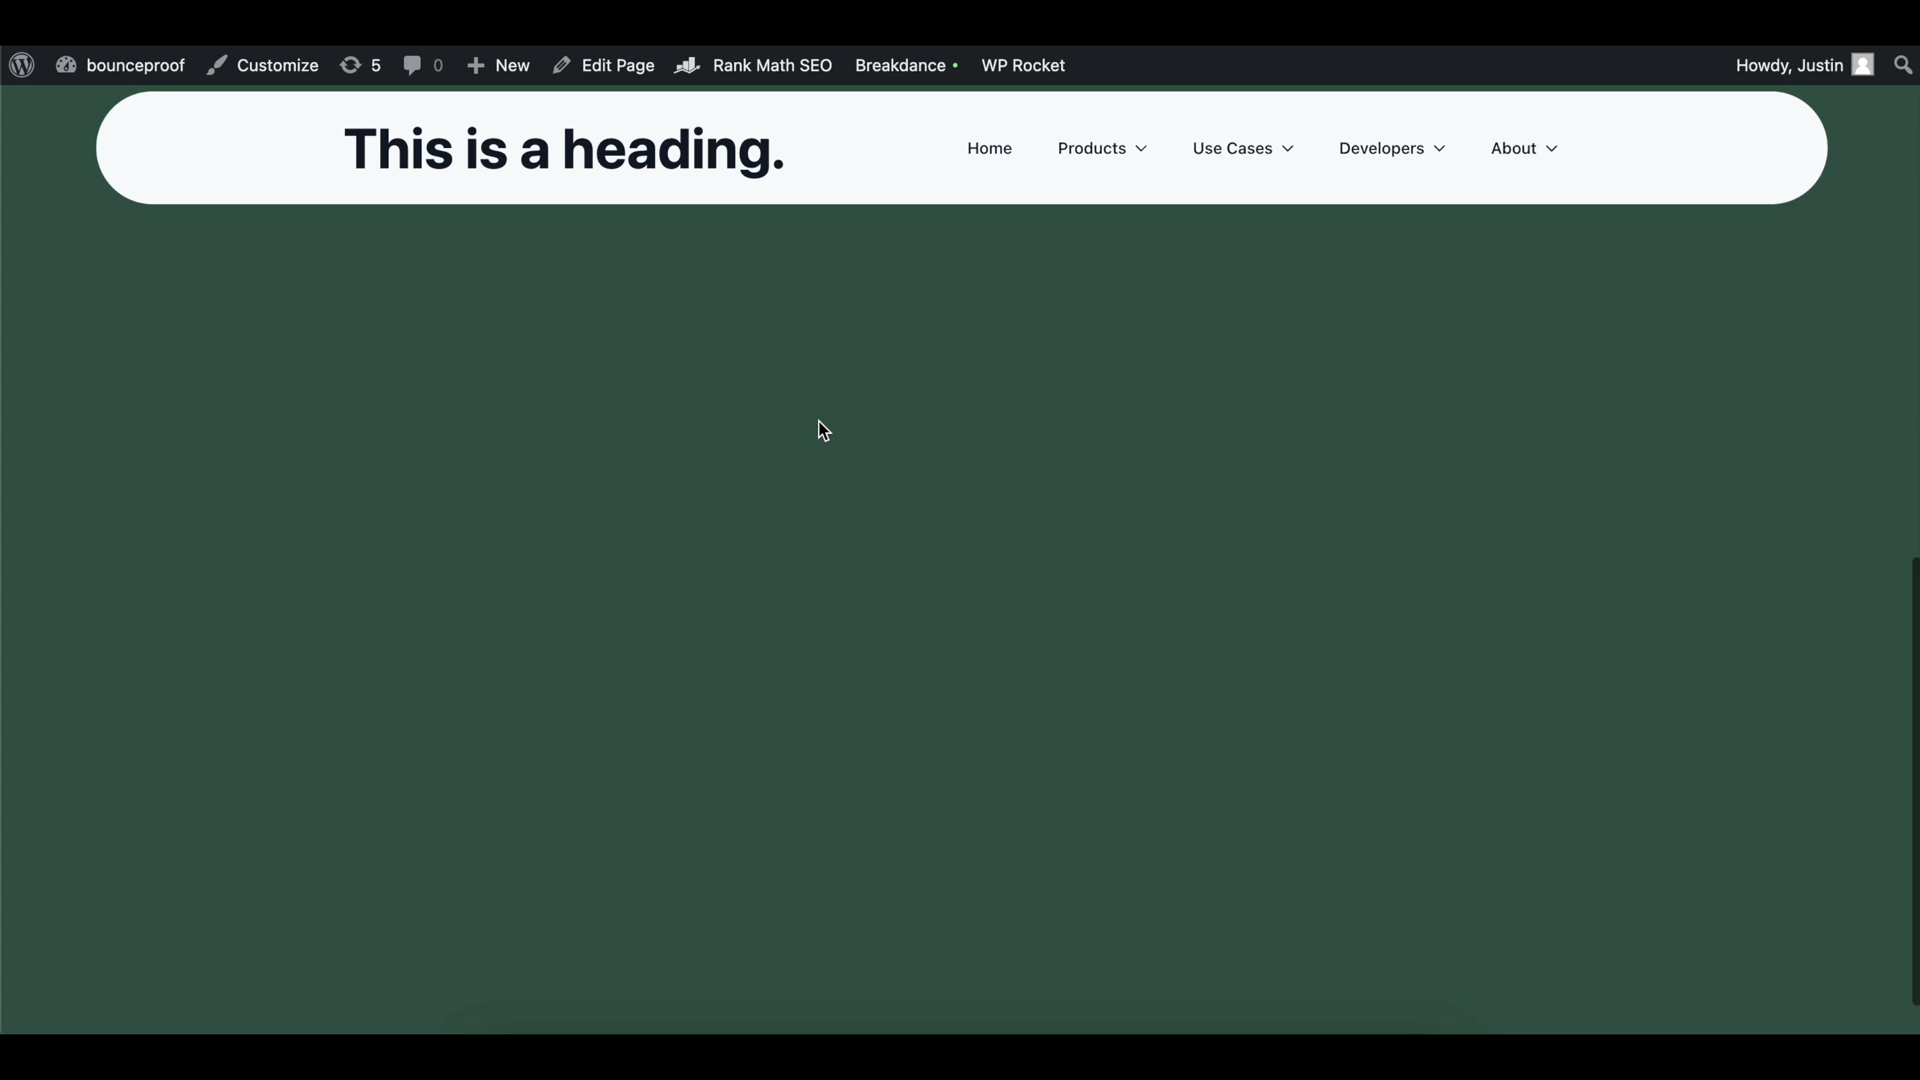 bounceproof Customize 5 0 New Edit Page Rank Math SEO Breakdance WP Rocket Howdy, Justin
This is a heading. Home Products Use Cases Developers About